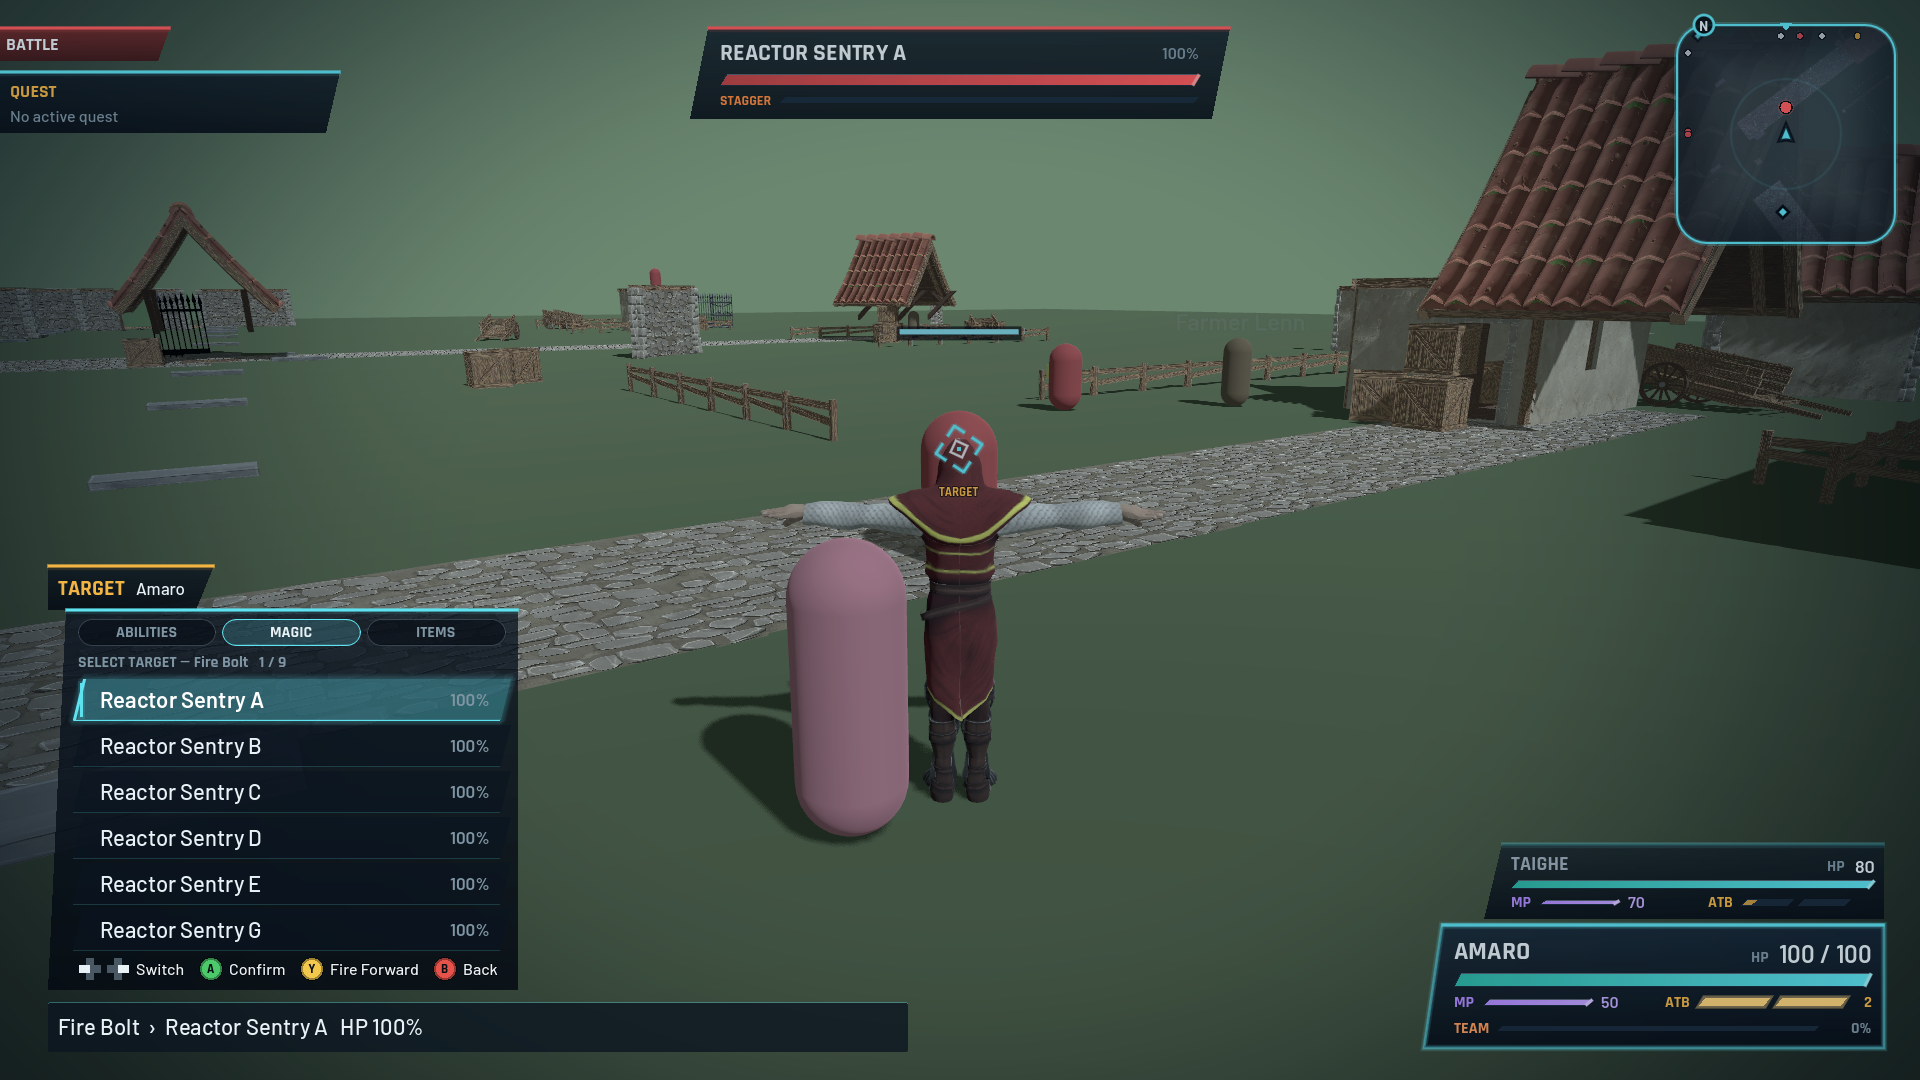 BATTLE
QUEST
No active quest
REACTOR SENTRY A 100%
STAGGER
N
Farmer Lenn
TARGET
TARGET Amaro
ABILITIES MAGIC ITEMS
SELECT TARGET — Fire Bolt 1 / 9
Reactor Sentry A 100%
Reactor Sentry B 100%
Reactor Sentry C 100%
Reactor Sentry D 100%
Reactor Sentry E 100%
Reactor Sentry G 100%
Switch A Confirm Y Fire Forward B Back
Fire Bolt › Reactor Sentry A HP 100%
TAIGHE HP 80
MP 70 ATB
AMARO HP 100 / 100
MP 50 ATB 2
TEAM 0%